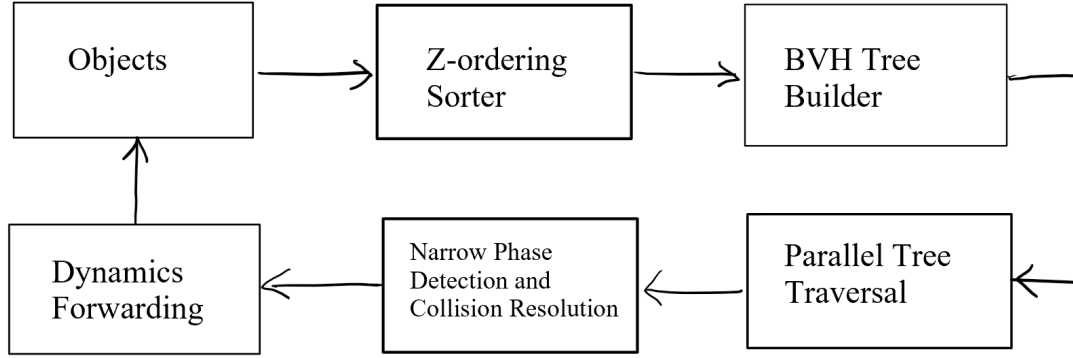 Objects
Z-ordering
Sorter
BVH Tree
Builder
Dynamics
Forwarding
Narrow Phase
Detection and
Collision Resolution
Parallel Tree
Traversal